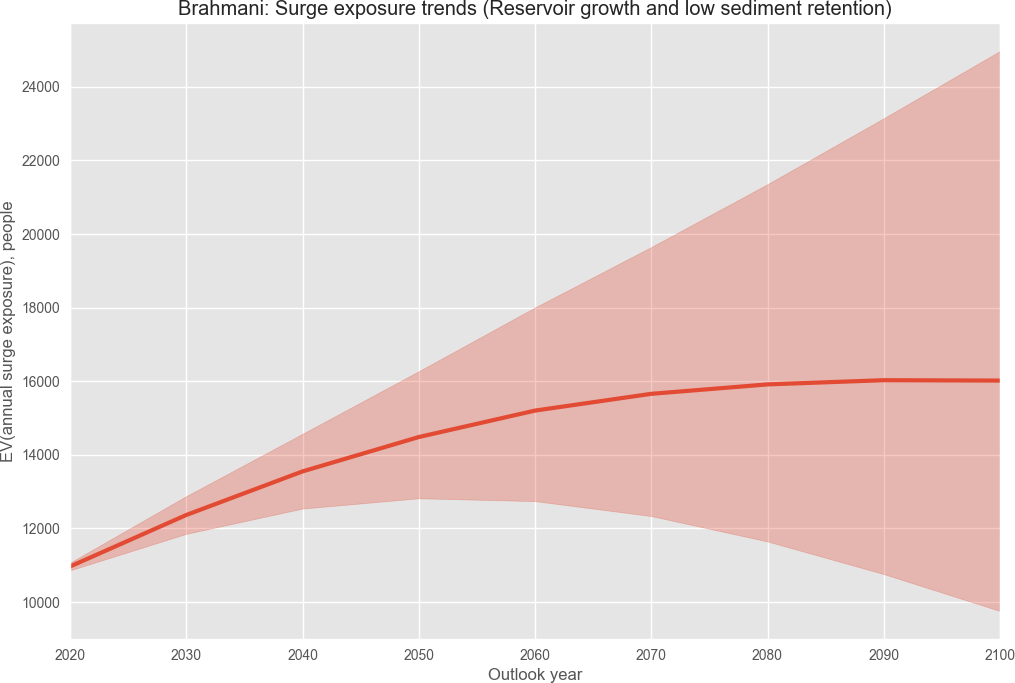 Brahmani: Surge exposure trends (Reservoir growth and low sediment retention)
EV(annual surge exposure), people
24000
22000
20000
18000
16000
14000
12000
10000
2020 2030 2040 2050 2060 2070 2080 2090 2100
Outlook year